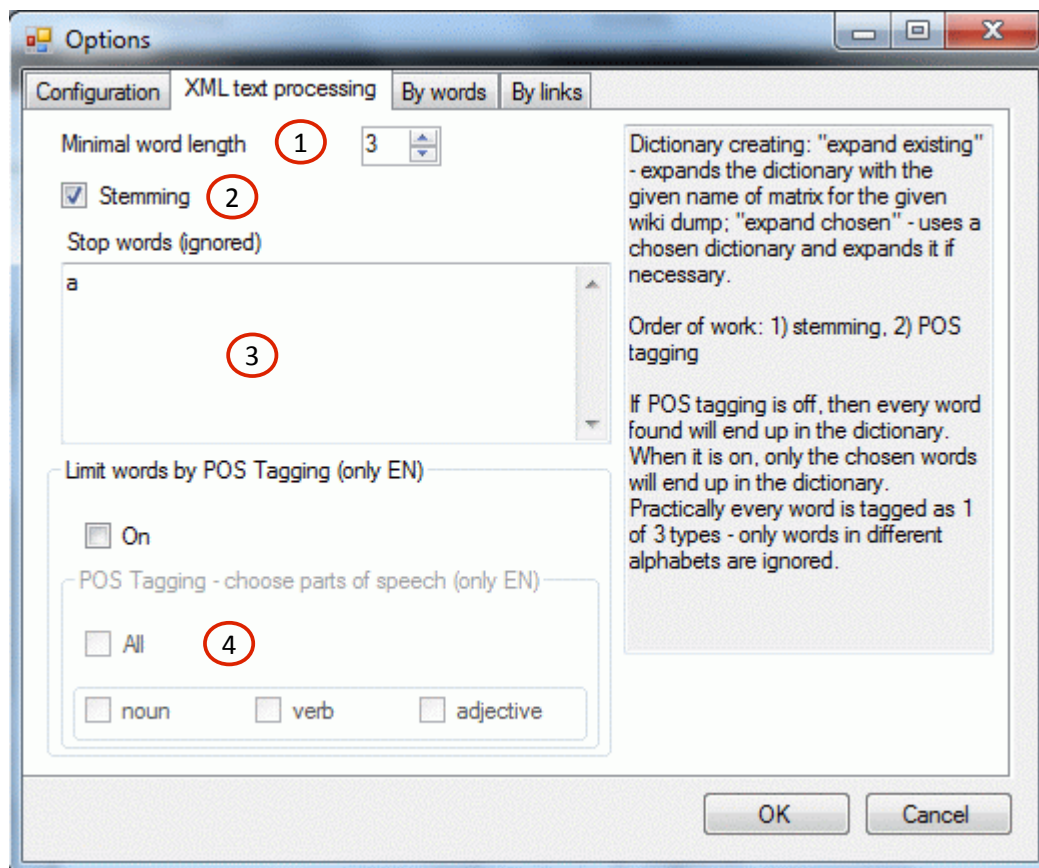 Options
Configuration XML text processing By words By links
Minimal word length 1 3
Stemming 2
Stop words (ignored)
a
3
Limit words by POS Tagging (only EN)
On
POS Tagging - choose parts of speech (only EN)
All 4
noun verb adjective
Dictionary creating: "expand existing"
- expands the dictionary with the
given name of matrix for the given
wiki dump; "expand chosen" - uses a
chosen dictionary and expands it if
necessary.
Order of work: 1) stemming, 2) POS
tagging
If POS tagging is off, then every word
found will end up in the dictionary.
When it is on, only the chosen words
will end up in the dictionary.
Practically every word is tagged as 1
of 3 types - only words in different
alphabets are ignored.
OK Cancel